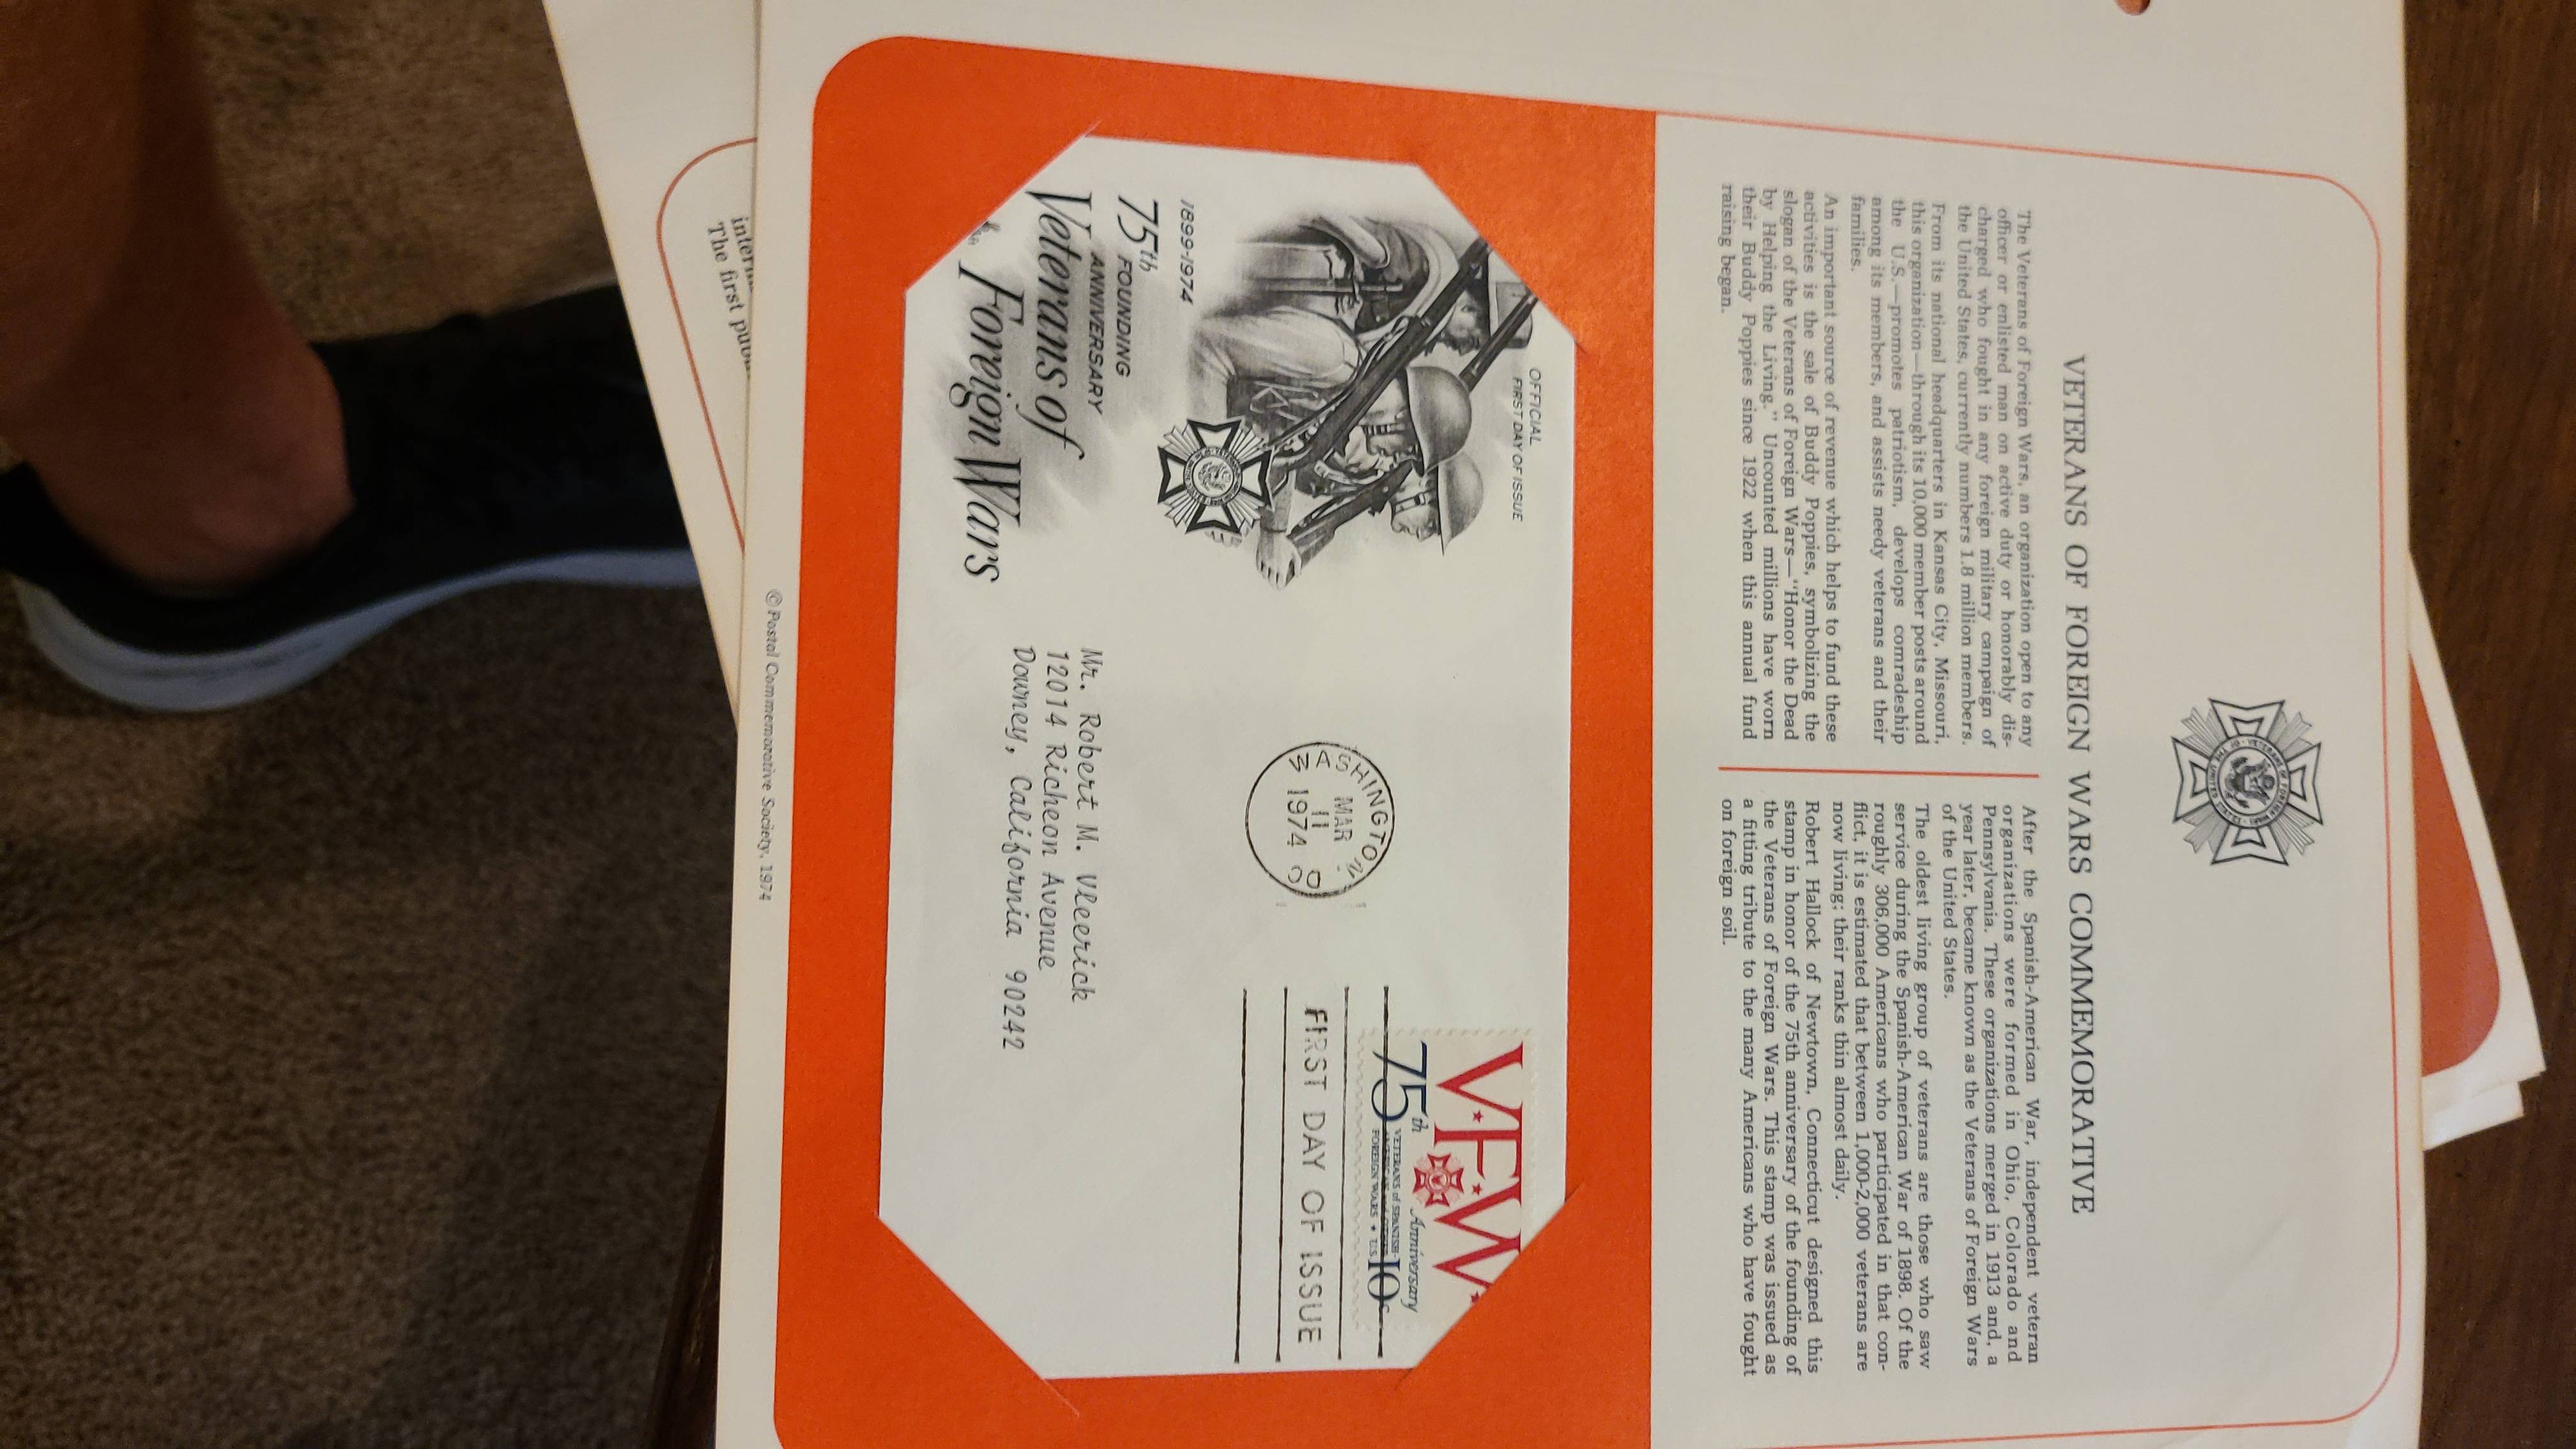 VETERANS OF FOREIGN WARS COMMEMORATIVE
The Veterans of Foreign Wars, an organization open to any
officer or enlisted man on active duty or honorably dis-
charged who fought in any foreign military campaign of
the United States, currently numbers 1.8 million members.
From its national headquarters in Kansas City, Missouri,
this organization—through its 10,000 member posts around
the U.S.—promotes patriotism, develops comradeship
among its members, and assists needy veterans and their
families.
An important source of revenue which helps to fund these
activities is the sale of Buddy Poppies, symbolizing the
slogan of the Veterans of Foreign Wars—"Honor the Dead
by Helping the Living." Uncounted millions have worn
their Buddy Poppies since 1922 when this annual fund
raising began.
After the Spanish-American War, independent veteran
organizations were formed in Ohio, Colorado and
Pennsylvania. These organizations merged in 1913 and, a
year later, became known as the Veterans of Foreign Wars
of the United States.
The oldest living group of veterans are those who saw
service during the Spanish-American War of 1898. Of the
roughly 306,000 Americans who participated in that con-
flict, it is estimated that between 1,000-2,000 veterans are
now living; their ranks thin almost daily.
Robert Hallock of Newtown, Connecticut designed this
stamp in honor of the 75th anniversary of the founding of
the Veterans of Foreign Wars. This stamp was issued as
a fitting tribute to the many Americans who have fought
on foreign soil.
OFFICIAL
FIRST DAY OF ISSUE
1899-1974
75th FOUNDING
ANNIVERSARY
Veterans of
Foreign Wars
WASHINGTON
MAR
11
1974
FIRST DAY OF ISSUE
VFW
75th Anniversary
VETERANS of SPANISH-
FOREIGN WARS ★ U.S. 10c
Mr. Robert M. Vleerick
12014 Richeon Avenue
Downey, California 90242
© Postal Commemorative Society, 1974
The first